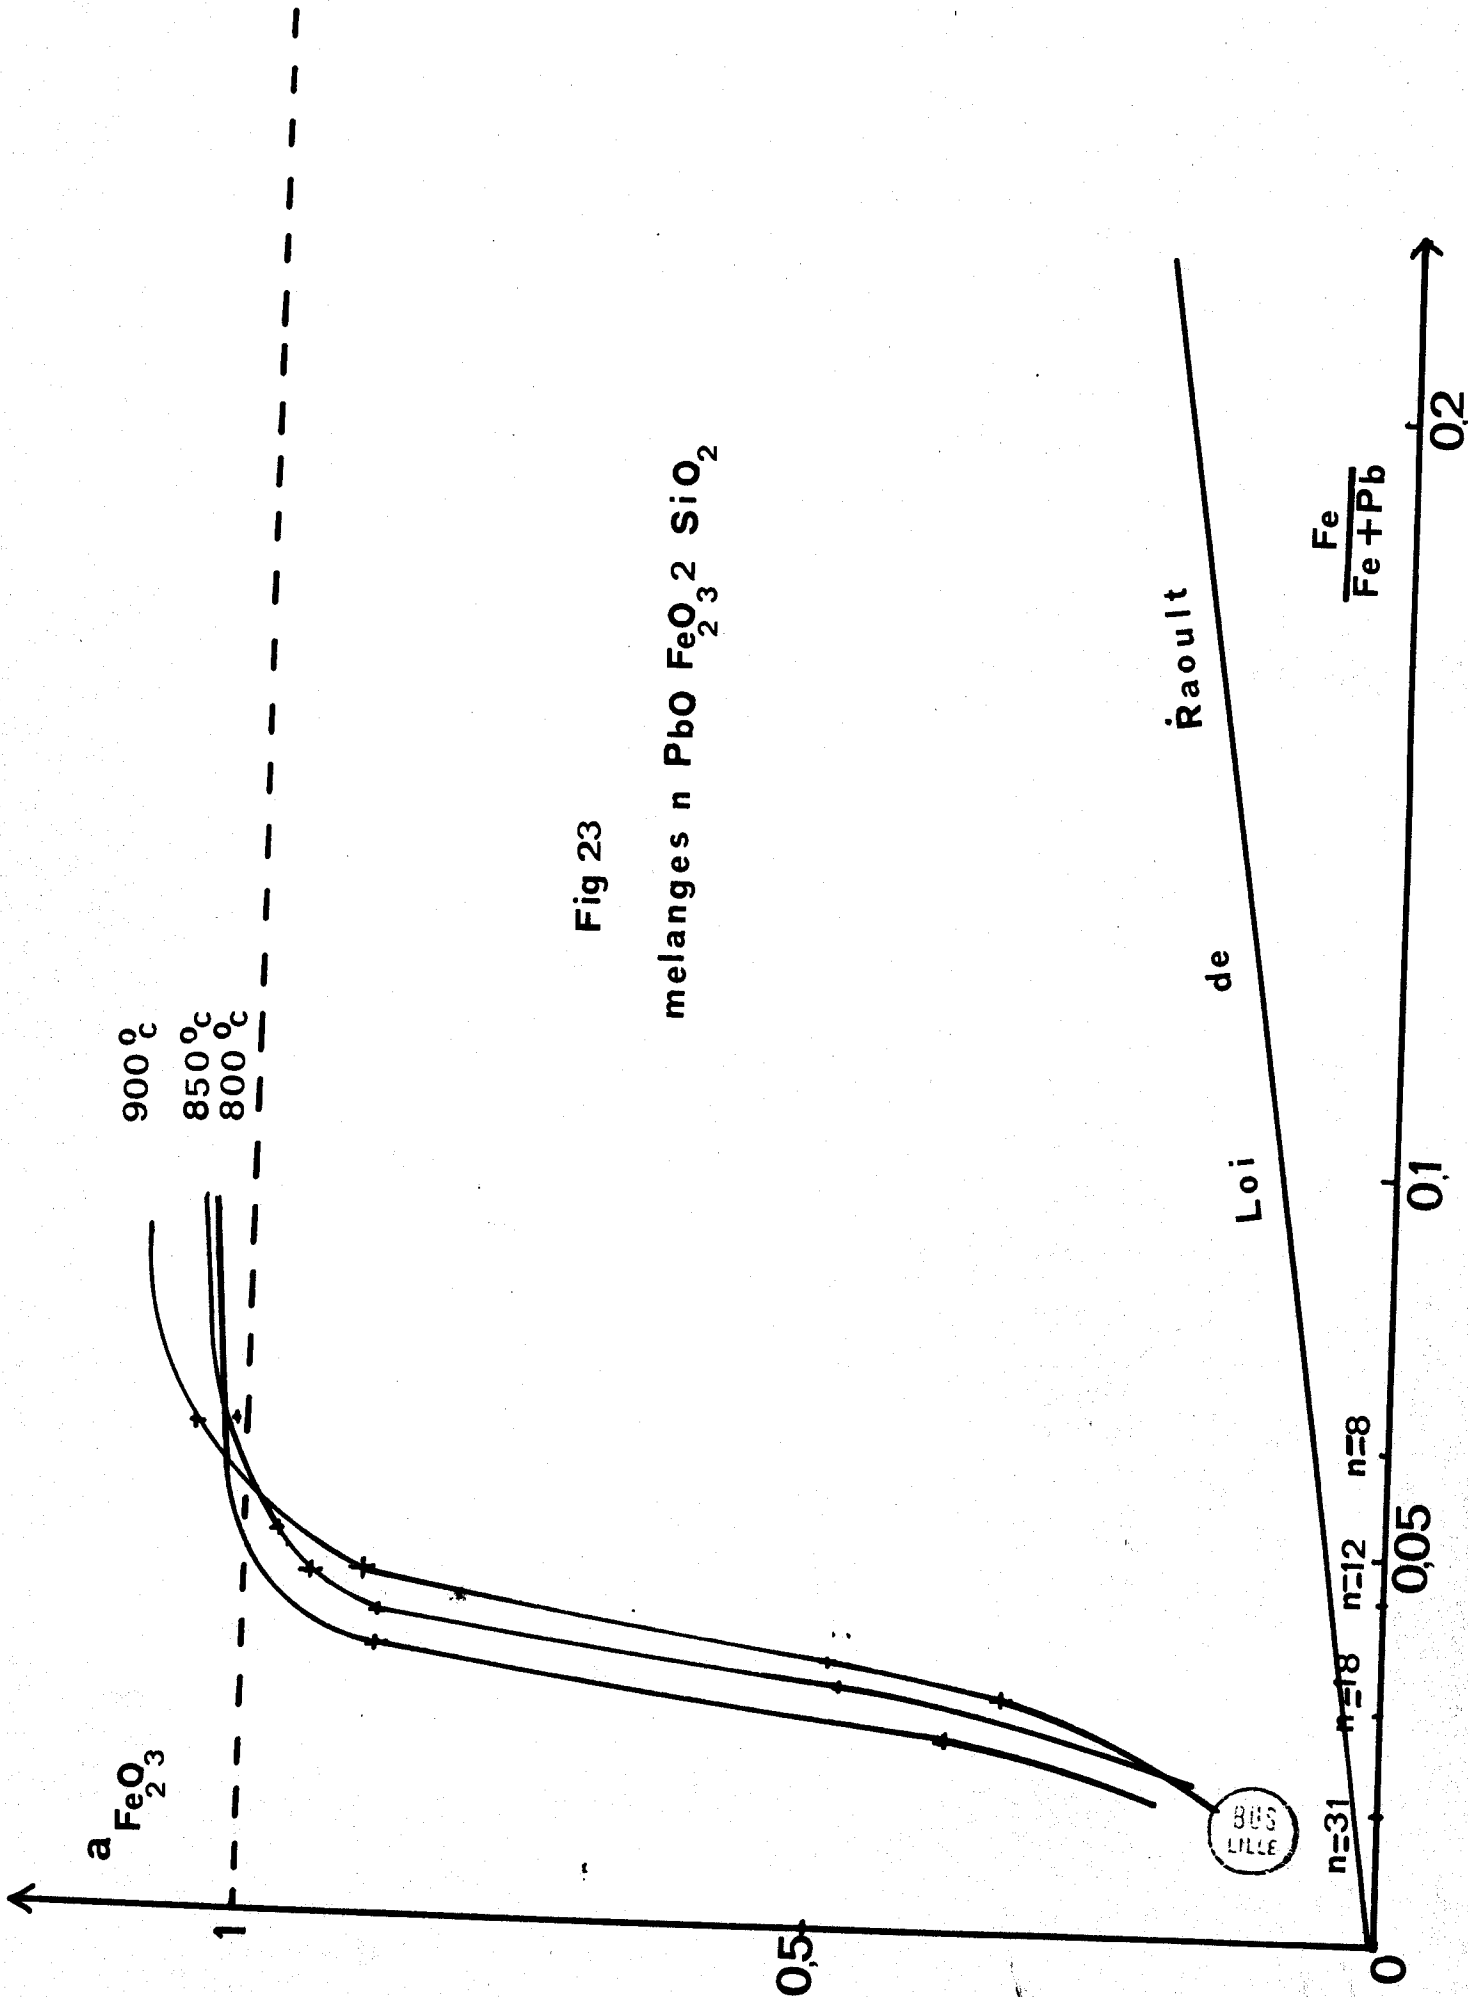 a Fe2O3
1
0,5
0
900°C
850°C
800°C
Fig 23
melanges n PbO Fe2O3 2 SiO2
Loi de Raoult
Fe
Fe+Pb
n=31
n=18
n=12
n=8
0,05
0,1
0,2
BUS
LILLE